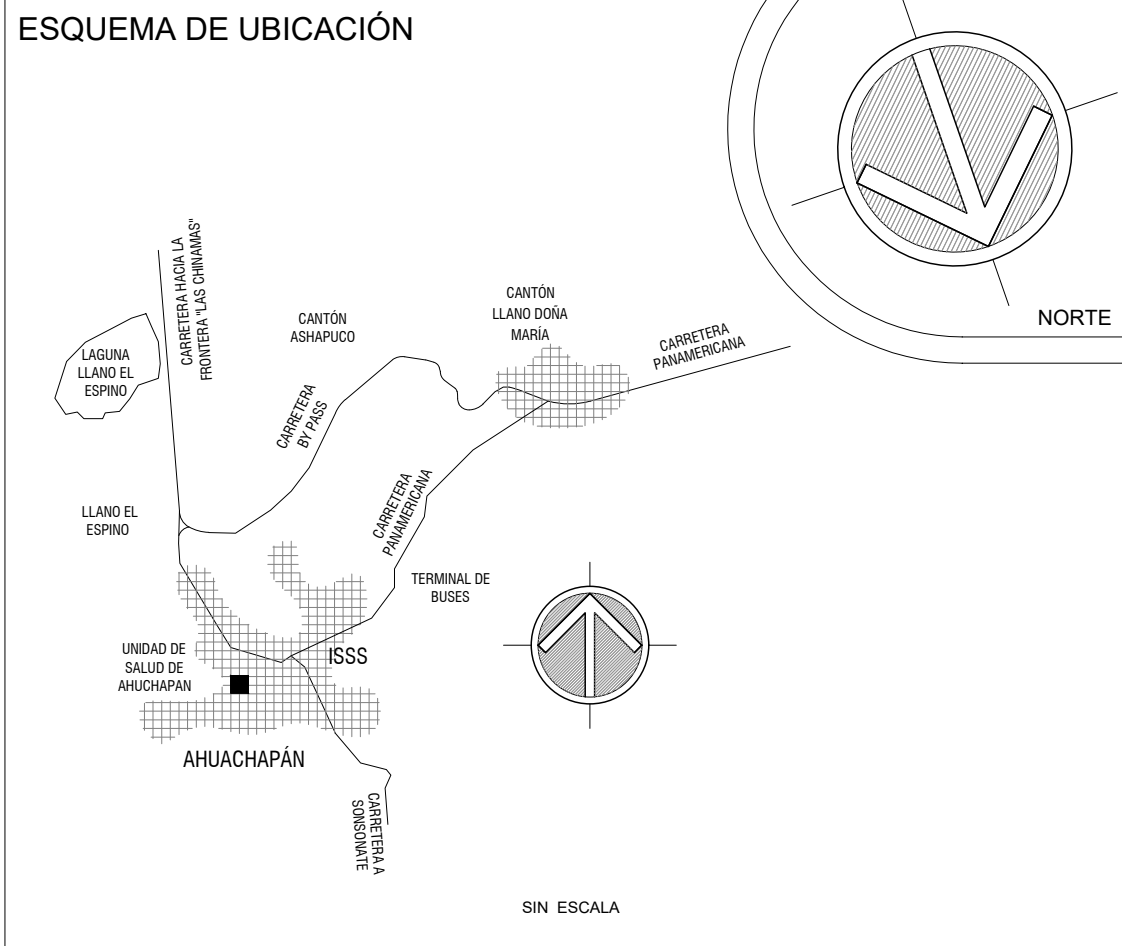 ESQUEMA DE UBICACIÓN
NORTE
CARRETERA HACIA LA
FRONTERA "LAS CHINAMAS"
LAGUNA
LLANO EL
ESPINO
CANTÓN
ASHAPUCO
CANTÓN
LLANO DOÑA
MARÍA
CARRETERA
PANAMERICANA
CARRETERA
BY PASS
CARRETERA
PANAMERICANA
LLANO EL
ESPINO
TERMINAL DE
BUSES
UNIDAD DE
SALUD DE
AHUCHAPAN
ISSS
AHUACHAPÁN
CARRETERA A
SONSONATE
SIN ESCALA